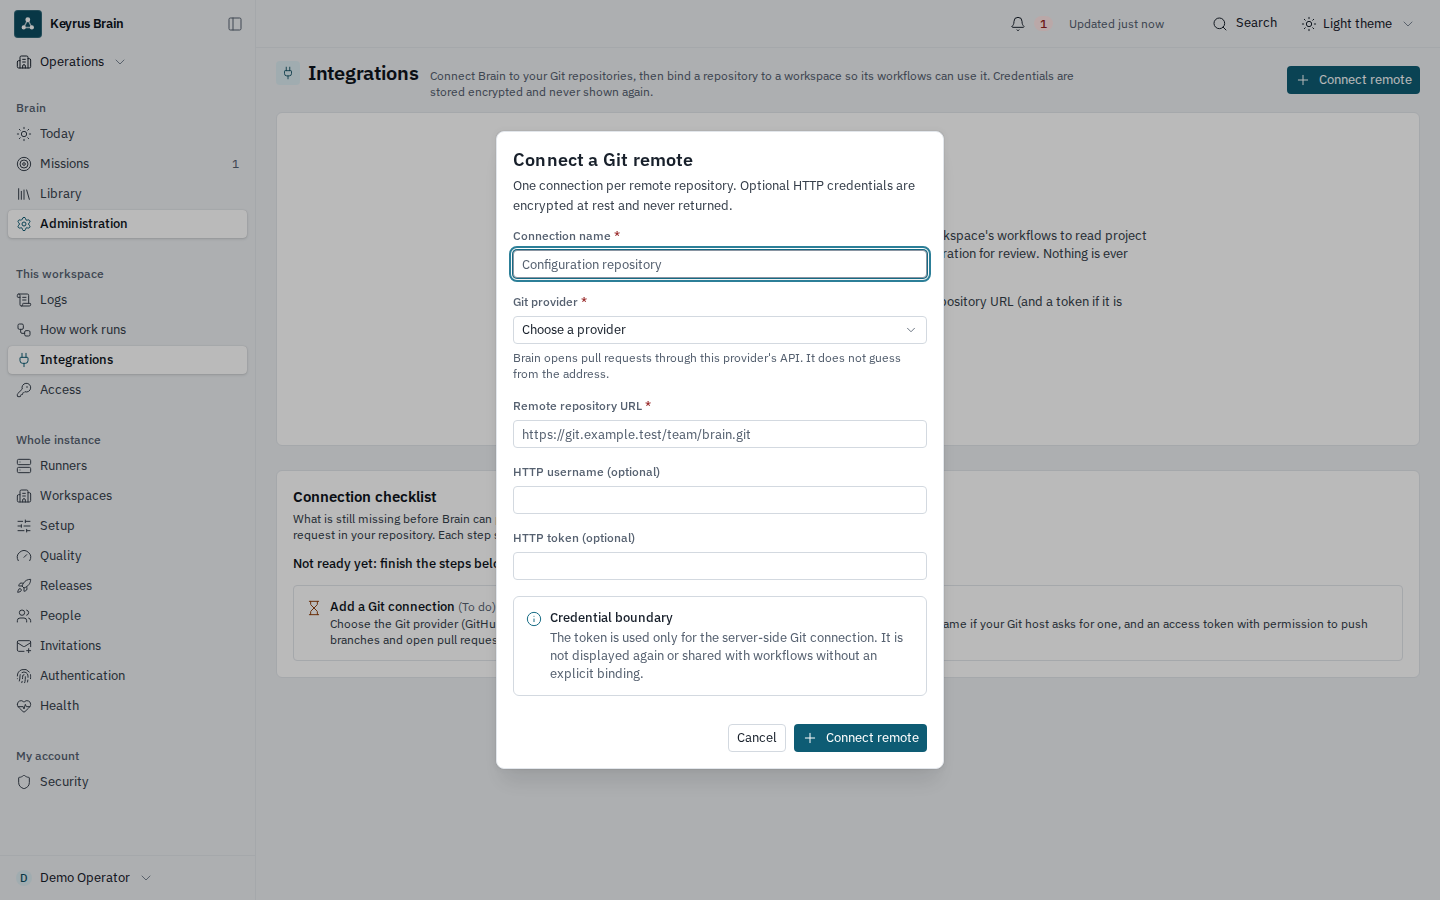 Keyrus Brain
Operations
Brain
Today
Missions 1
Library
Administration
This workspace
Logs
How work runs
Integrations
Access
Whole instance
Runners
Workspaces
Setup
Quality
Releases
People
Invitations
Authentication
Health
My account
Security
D Demo Operator
1 Updated just now Search Light theme
Integrations
Connect Brain to your Git repositories, then bind a repository to a workspace so its workflows can use it. Credentials are
stored encrypted and never shown again.
Connect remote
kspace's workflows to read project
ration for review. Nothing is ever
pository URL (and a token if it is
Connection checklist
What is still missing before Brain can
request in your repository. Each step
Not ready yet: finish the steps
Add a Git connection (To do)
Choose the Git provider
ame if your Git host asks for one, and an access token with permission to push
branches and open pull
Connect a Git remote
One connection per remote repository. Optional HTTP credentials are
encrypted at rest and never returned.
Connection name *
Configuration repository
Git provider *
Choose a provider
Brain opens pull requests through this provider's API. It does not guess
from the address.
Remote repository URL *
https://git.example.test/team/brain.git
HTTP username (optional)
HTTP token (optional)
Credential boundary
The token is used only for the server-side Git connection. It is
not displayed again or shared with workflows without an
explicit binding.
Cancel
Connect remote